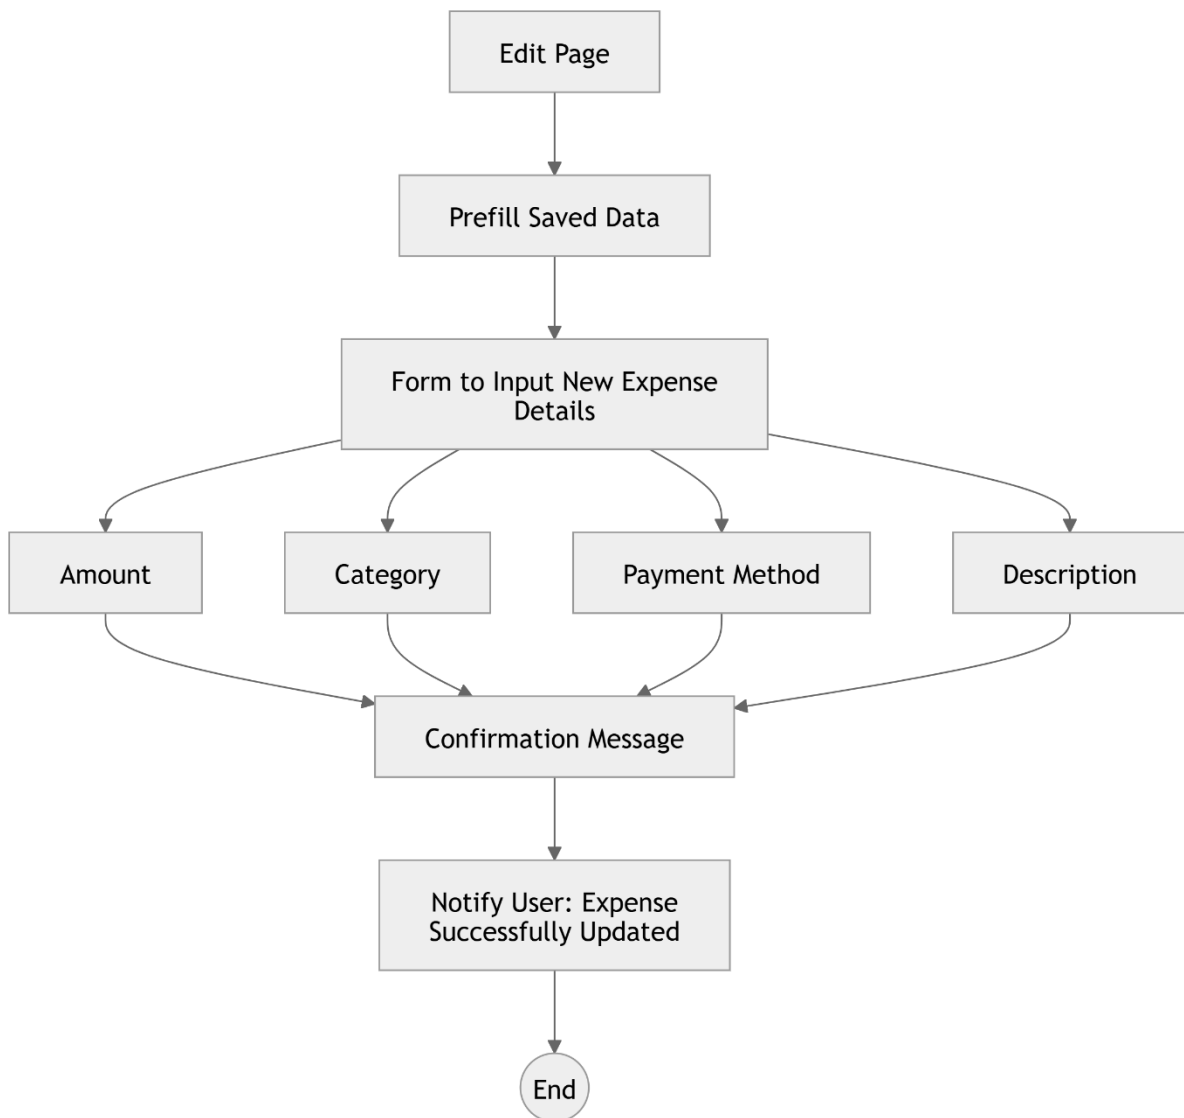 Edit Page
Prefill Saved Data
Form to Input New Expense
Details
Amount
Category
Payment Method
Description
Confirmation Message
Notify User: Expense
Successfully Updated
End